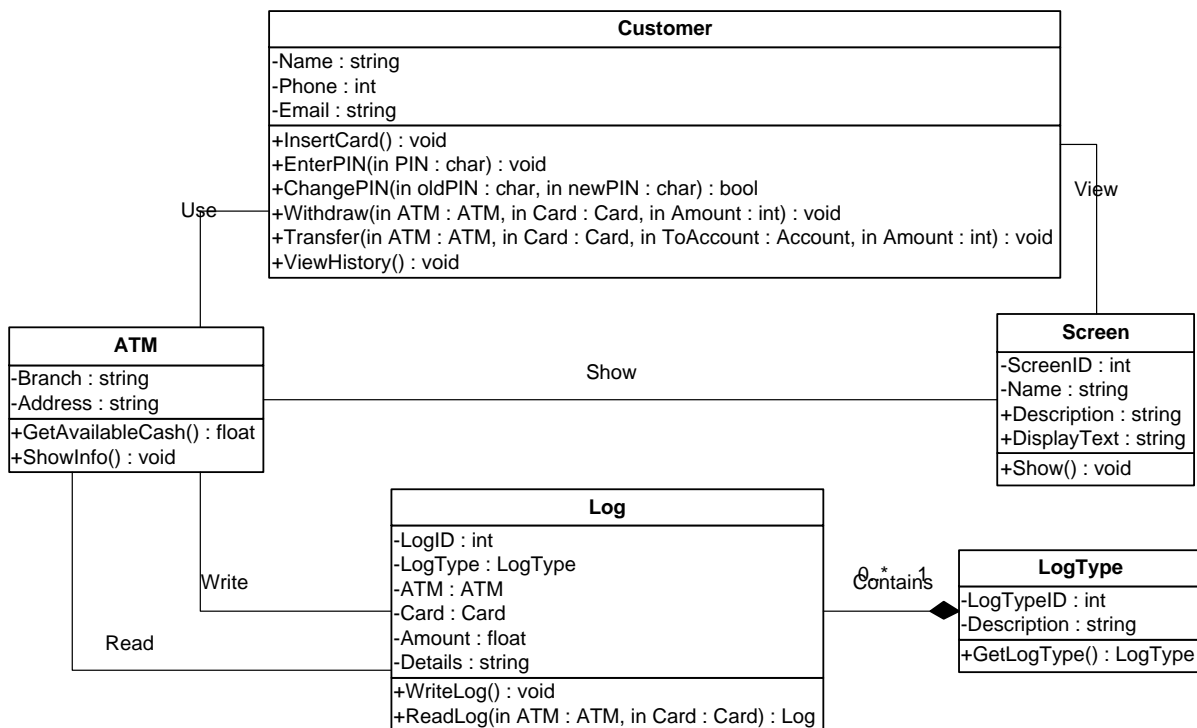 Customer
-Name : string
-Phone : int
-Email : string
+InsertCard() : void
+EnterPIN(in PIN : char) : void
+ChangePIN(in oldPIN : char, in newPIN : char) : bool
+Withdraw(in ATM : ATM, in Card : Card, in Amount : int) : void
+Transfer(in ATM : ATM, in Card : Card, in ToAccount : Account, in Amount : int) : void
+ViewHistory() : void
Use
View
ATM
-Branch : string
-Address : string
+GetAvailableCash() : float
+ShowInfo() : void
Show
Screen
-ScreenID : int
-Name : string
+Description : string
+DisplayText : string
+Show() : void
Write
Read
Log
-LogID : int
-LogType : LogType
-ATM : ATM
-Card : Card
-Amount : float
-Details : string
+WriteLog() : void
+ReadLog(in ATM : ATM, in Card : Card) : Log
0..*
1
Contains
LogType
-LogTypeID : int
-Description : string
+GetLogType() : LogType